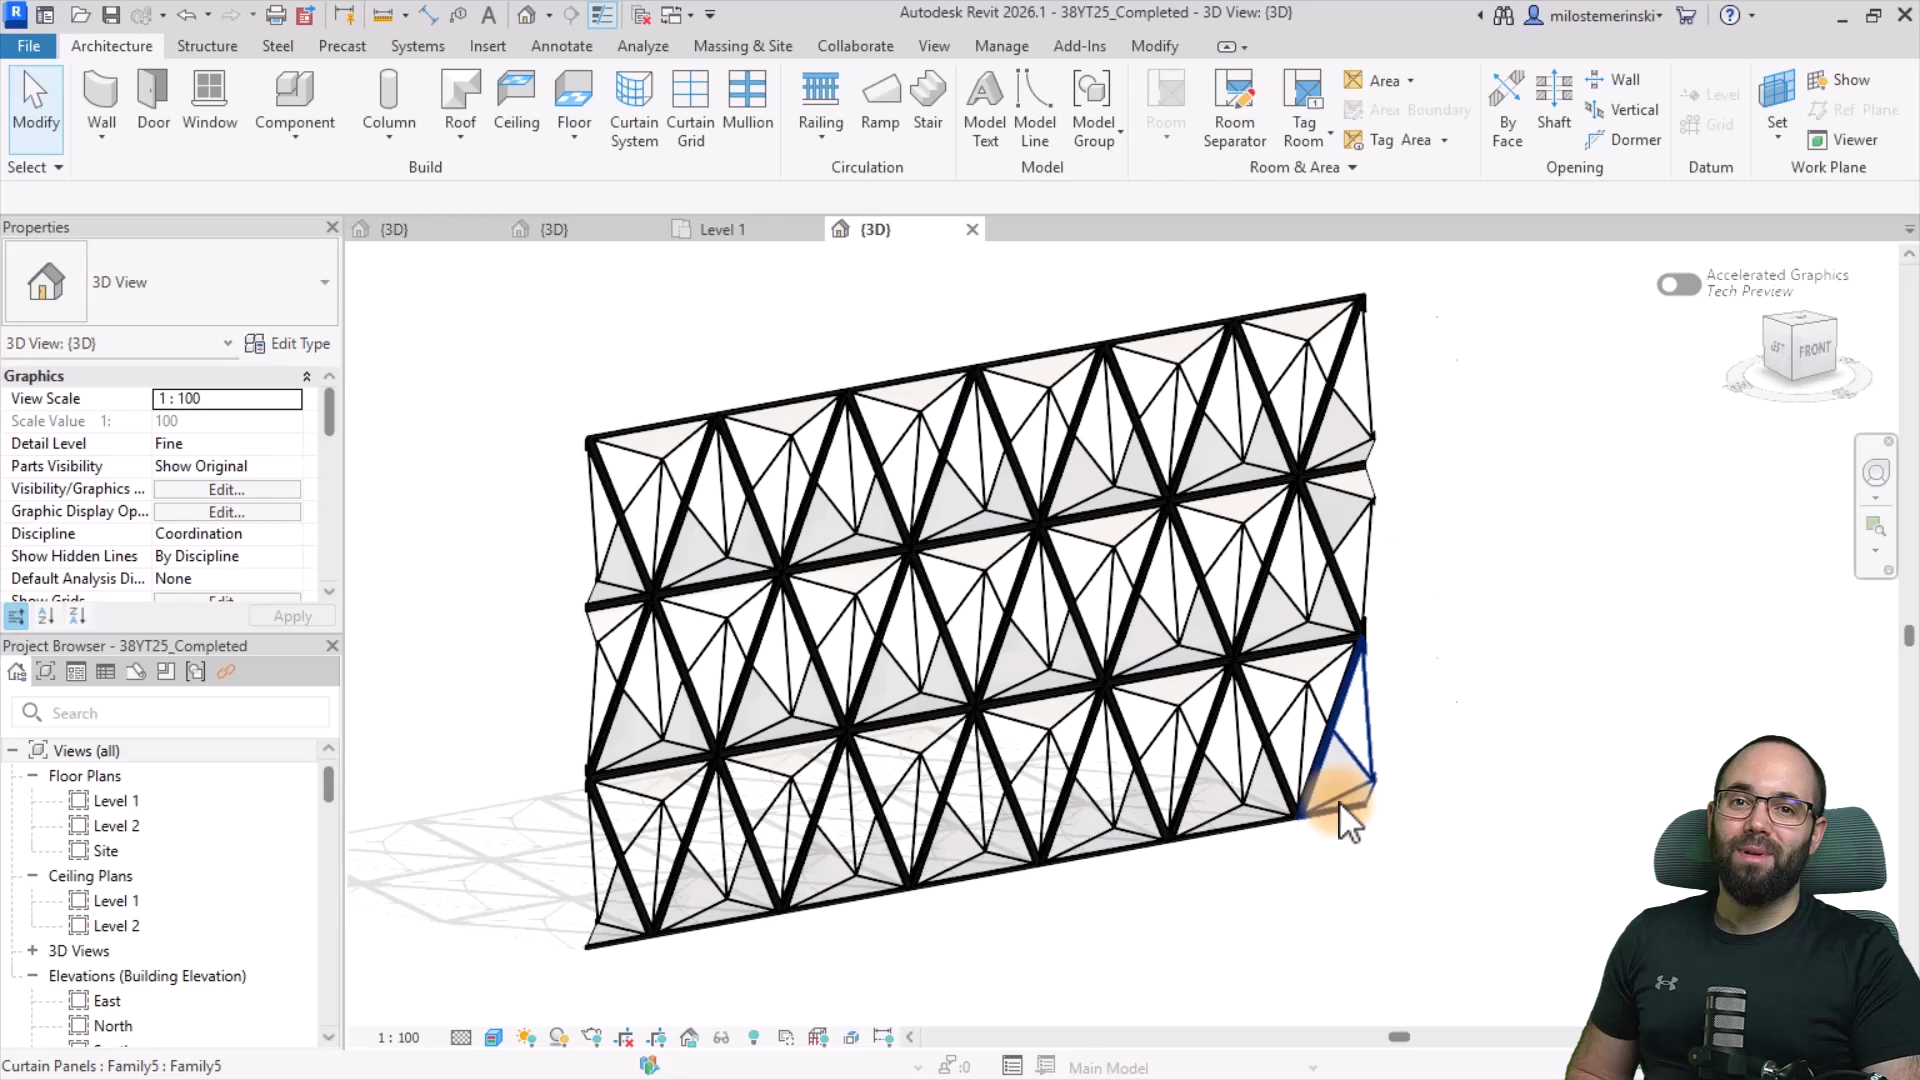 Autodesk Revit 2026.1 - 38YT25_Completed - 3D View: {3D}
milostemerinski
File Architecture Structure Steel Precast Systems Insert Annotate Analyze Massing & Site Collaborate View Manage Add-Ins Modify
Modify
Wall
Door
Window
Component
Column
Roof
Ceiling
Floor
Curtain System
Curtain Grid
Mullion
Railing
Ramp
Stair
Model Text
Model Line
Model Group
Room
Room Separator
Tag Room
Area
Area Boundary
Tag Area
By Face
Shaft
Wall
Vertical
Dormer
Level
Grid
Set
Show
Ref Plane
Viewer
Select
Build
Circulation
Model
Room & Area
Opening
Datum
Work Plane
Properties
{3D}
{3D}
Level 1
{3D}
3D View
3D View: {3D}
Edit Type
Graphics
View Scale 1 : 100
Scale Value 1: 100
Detail Level Fine
Parts Visibility Show Original
Visibility/Graphics ... Edit...
Graphic Display Op... Edit...
Discipline Coordination
Show Hidden Lines By Discipline
Default Analysis Di... None
Apply
Project Browser - 38YT25_Completed
Search
Views (all)
Floor Plans
Level 1
Level 2
Site
Ceiling Plans
Level 1
Level 2
3D Views
Elevations (Building Elevation)
East
North
Accelerated Graphics
Tech Preview
FRONT
1 : 100
Curtain Panels : Family5 : Family5
:0
Main Model